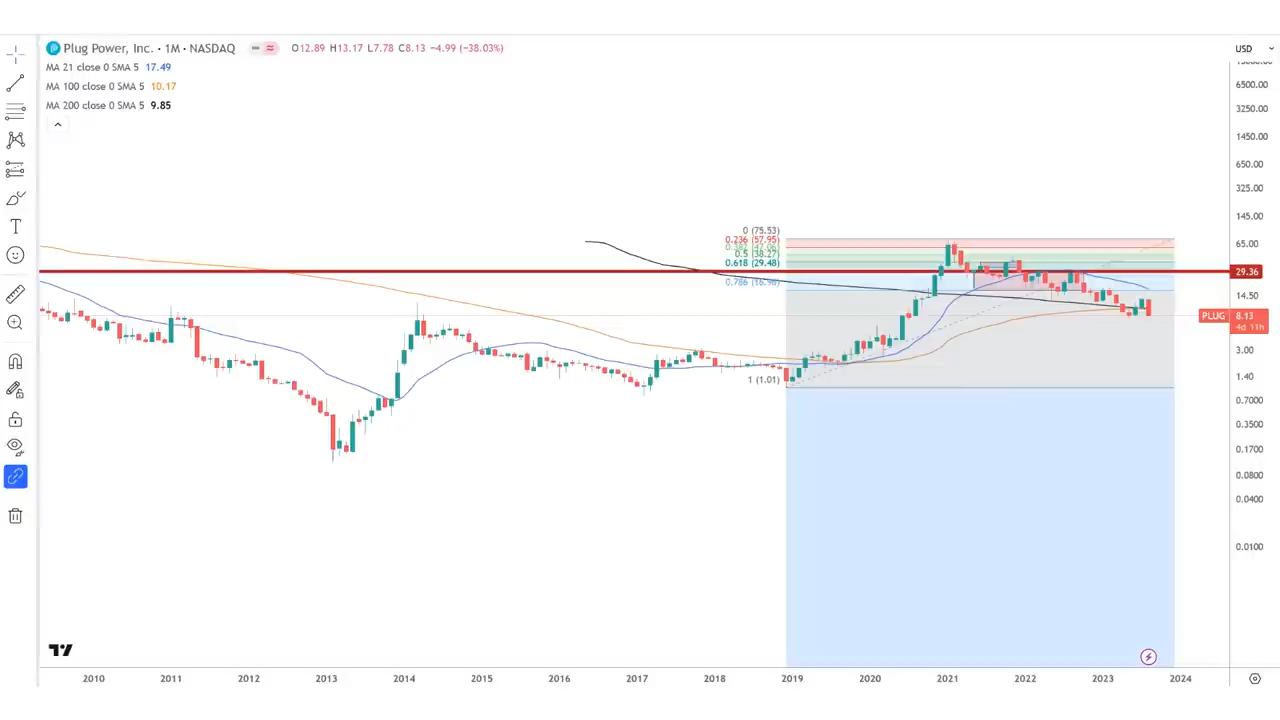 Plug Power, Inc. · 1M · NASDAQ
O12.89 H13.17 L7.78 C8.13 −4.99 (−38.03%)
USD
MA 21 close 0 SMA 5 17.49
MA 100 close 0 SMA 5 10.17
MA 200 close 0 SMA 5 9.85
6500.00
3250.00
1450.00
650.00
325.00
145.00
65.00
29.36
14.50
PLUG 8.13
4d 11h
3.00
1.40
0.7000
0.3500
0.1700
0.0800
0.0400
0.0100
0 (75.53)
0.236 (57.95)
0.5 (38.27)
0.618 (29.48)
0.786 (16.96)
1 (1.01)
2010 2011 2012 2013 2014 2015 2016 2017 2018 2019 2020 2021 2022 2023 2024